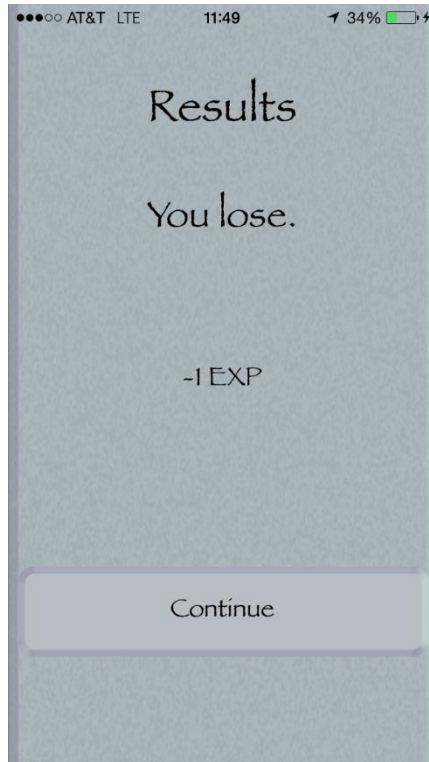 AT&T LTE 11:49 34%
Results
You lose.
-1 EXP
Continue